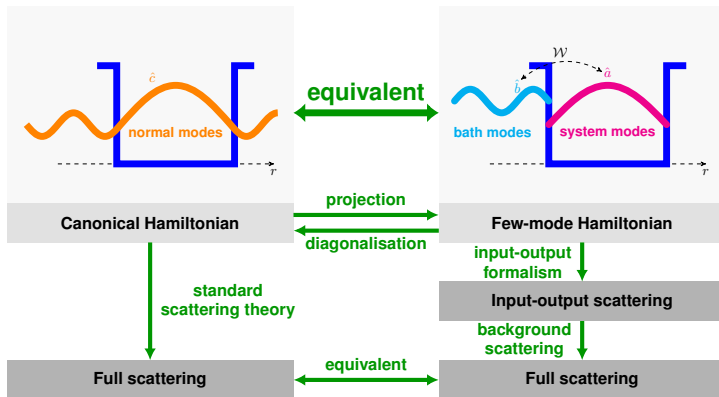 ĉ
normal modes
r
equivalent
𝒲
b̂
â
bath modes
system modes
r
projection
Canonical Hamiltonian
Few-mode Hamiltonian
diagonalisation
input-output
formalism
standard
scattering theory
Input-output scattering
background
scattering
equivalent
Full scattering
Full scattering